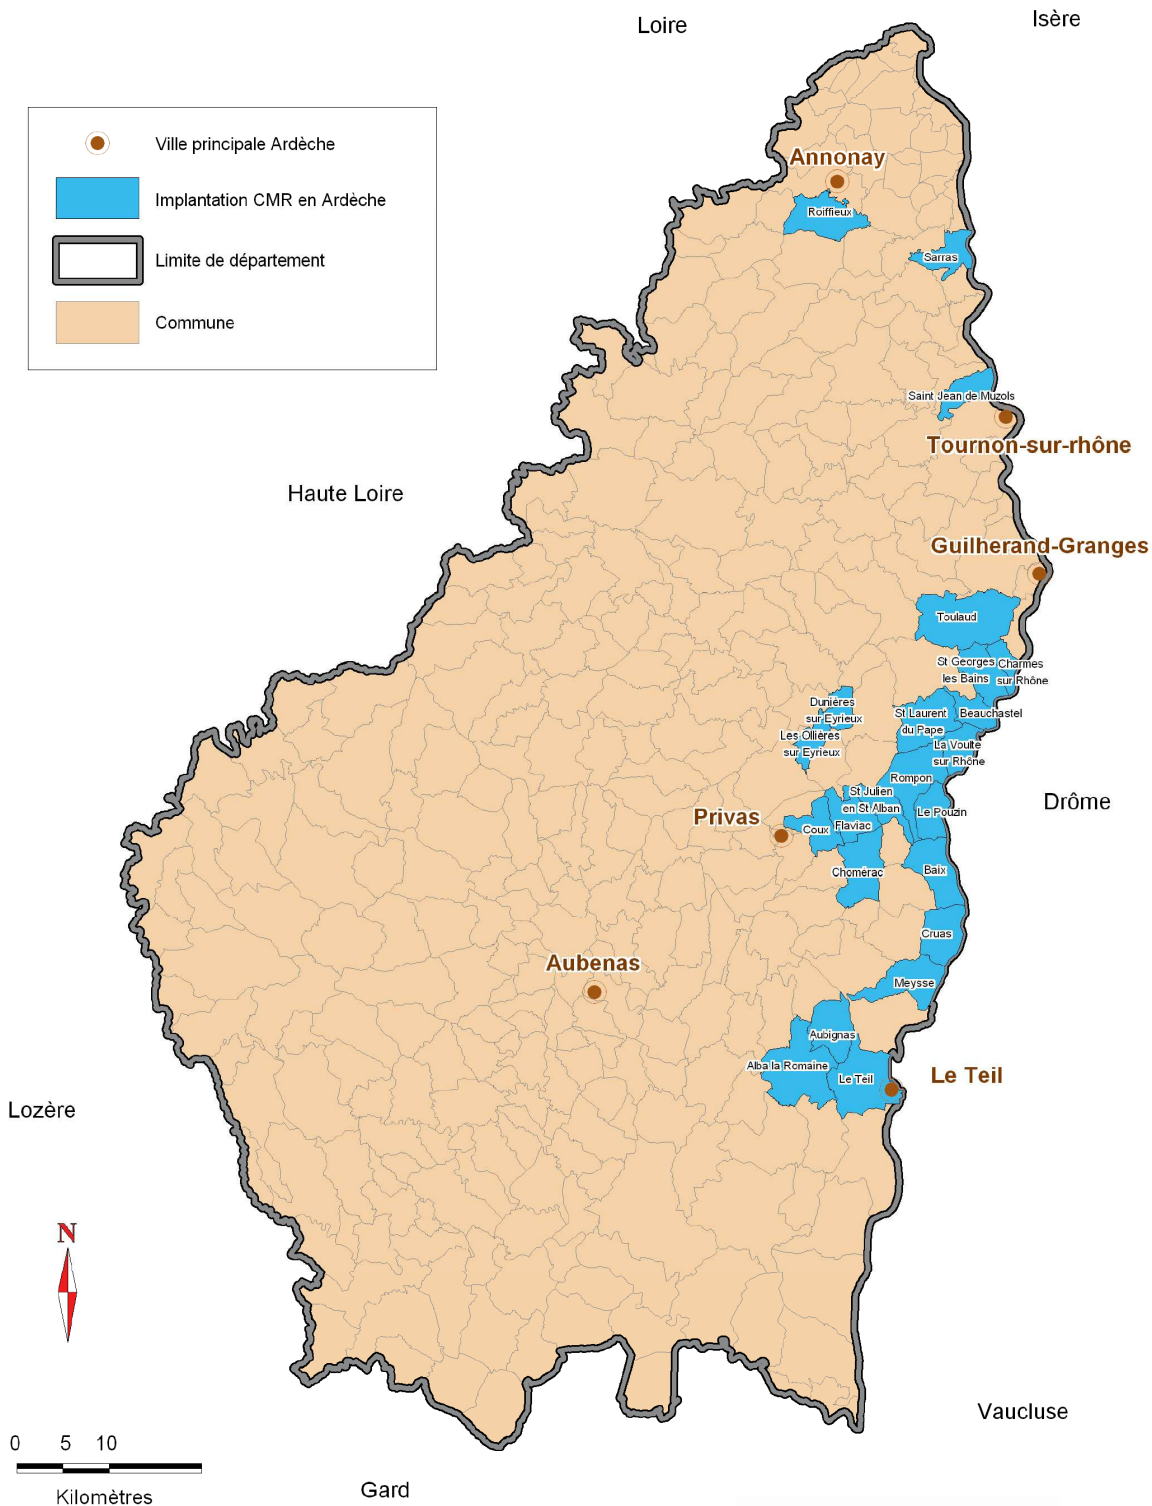 Loire
Isère
Ville principale Ardèche
Implantation CMR en Ardèche
Limite de département
Commune
Annonay
Roiffieux
Sarras
Saint Jean de Muzols
Tournon-sur-rhône
Haute Loire
Guilherand-Granges
Toulaud
St Georges
les Bains
Charmes
sur Rhône
Dunières
sur Eyrieux
St Laurent
du Pape
Beauchastel
Les Ollières
sur Eyrieux
La Voulte
sur Rhône
Rompon
St Julien
en St Alban
Drôme
Le Pouzin
Privas
Coux
Flaviac
Chomérac
Baix
Cruas
Aubenas
Meysse
Aubignas
Alba la Romaine
Le Teil
Le Teil
Lozère
N
Vaucluse
0 5 10
Kilomètres
Gard